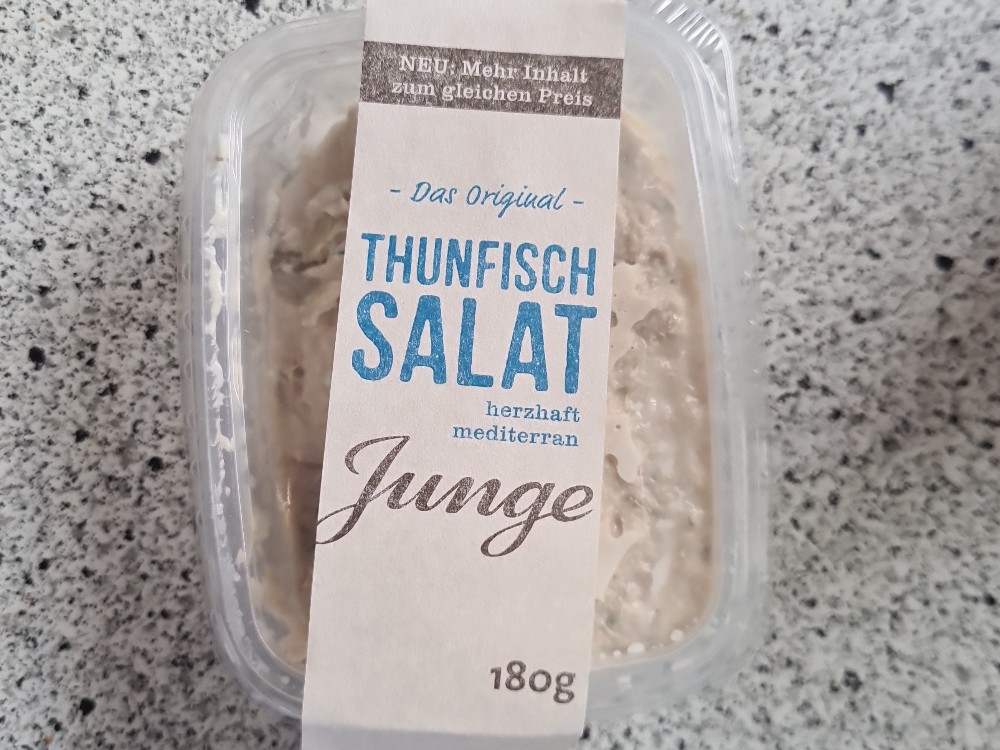 NEU: Mehr Inhalt
zum gleichen Preis
- Das Original -
THUNFISCH
SALAT
herzhaft
mediterran
Junge
180g